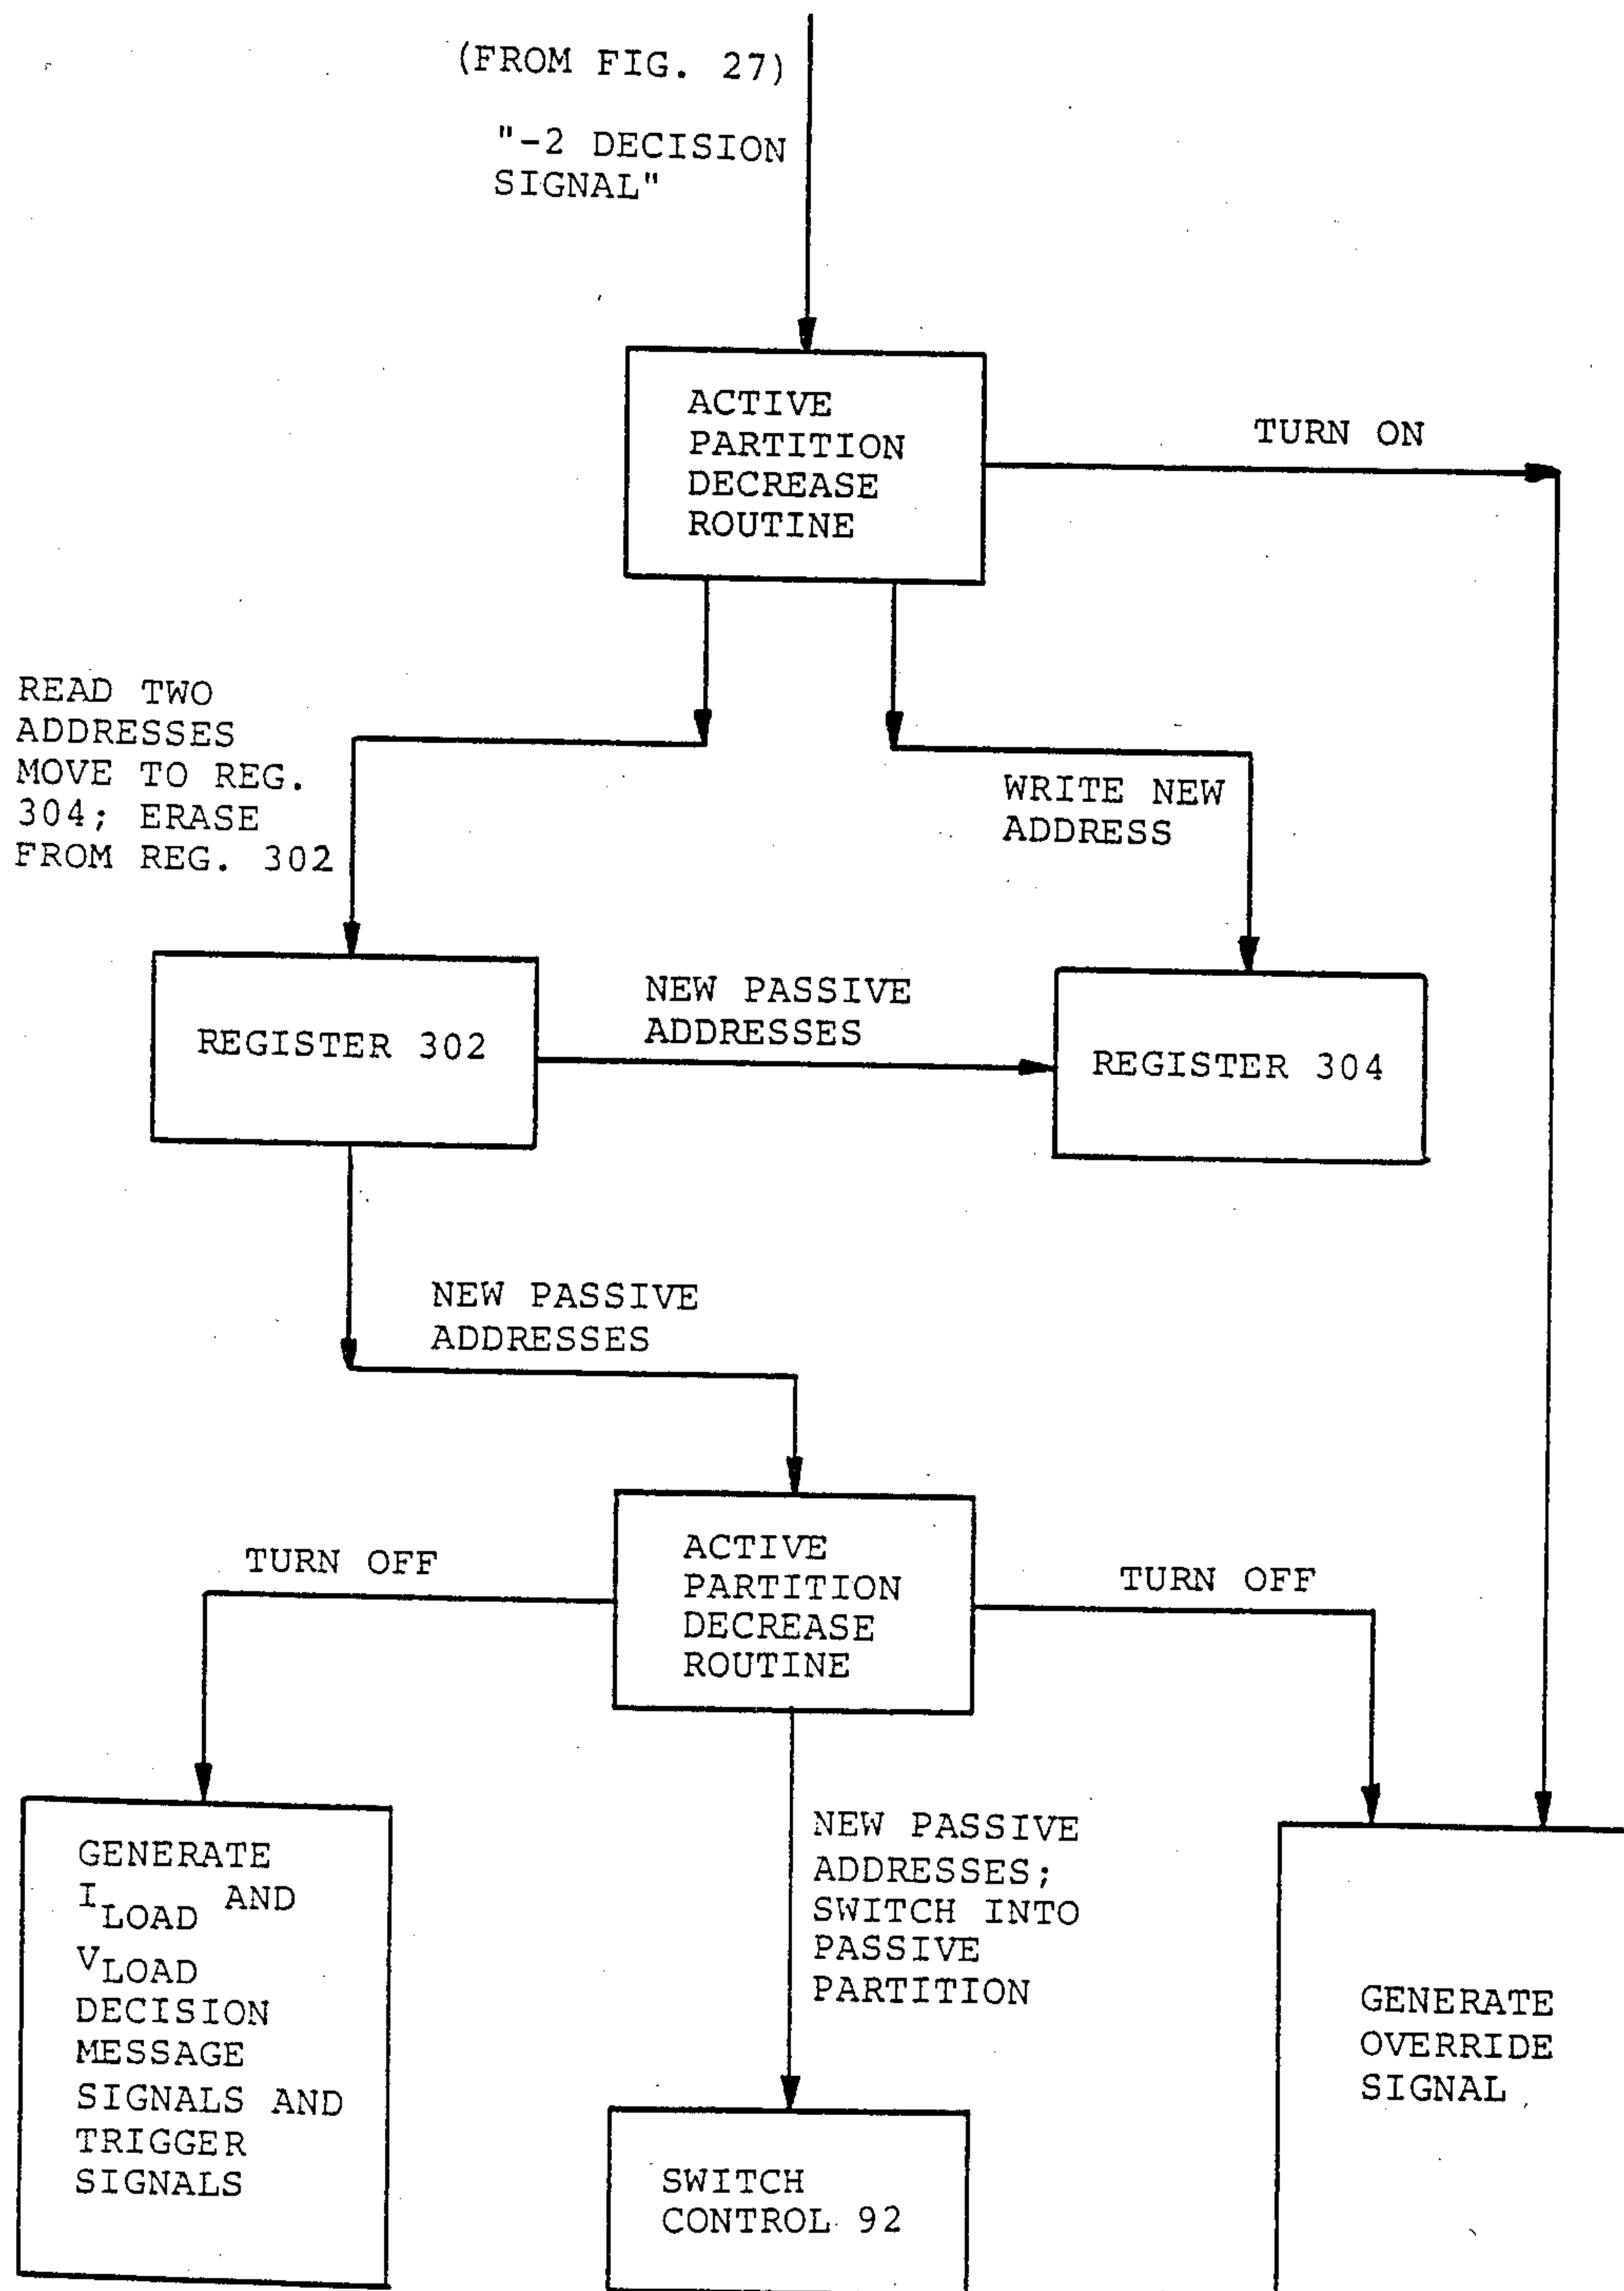 (FROM FIG. 27)
"-2 DECISION
SIGNAL"
ACTIVE
PARTITION
DECREASE
ROUTINE
TURN ON
READ TWO
ADDRESSES
MOVE TO REG.
304; ERASE
FROM REG. 302
WRITE NEW
ADDRESS
REGISTER 302
NEW PASSIVE
ADDRESSES
REGISTER 304
NEW PASSIVE
ADDRESSES
TURN OFF
ACTIVE
PARTITION
DECREASE
ROUTINE
TURN OFF
GENERATE
I LOAD AND
V LOAD
DECISION
MESSAGE
SIGNALS AND
TRIGGER
SIGNALS
NEW PASSIVE
ADDRESSES;
SWITCH INTO
PASSIVE
PARTITION
SWITCH
CONTROL 92
GENERATE
OVERRIDE
SIGNAL